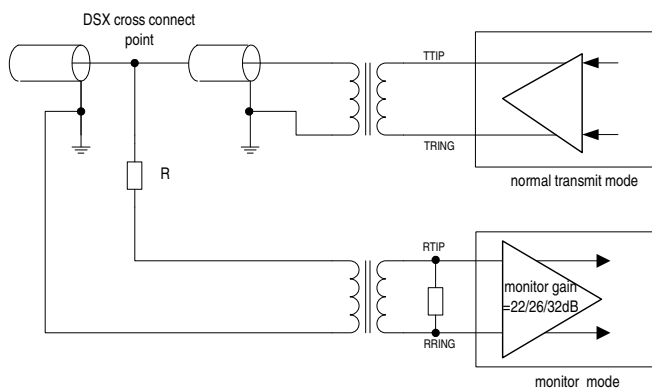 DSX cross connect
point
TTIP
TRING
normal transmit mode
R
RTIP
monitor gain
=22/26/32dB
RRING
monitor mode